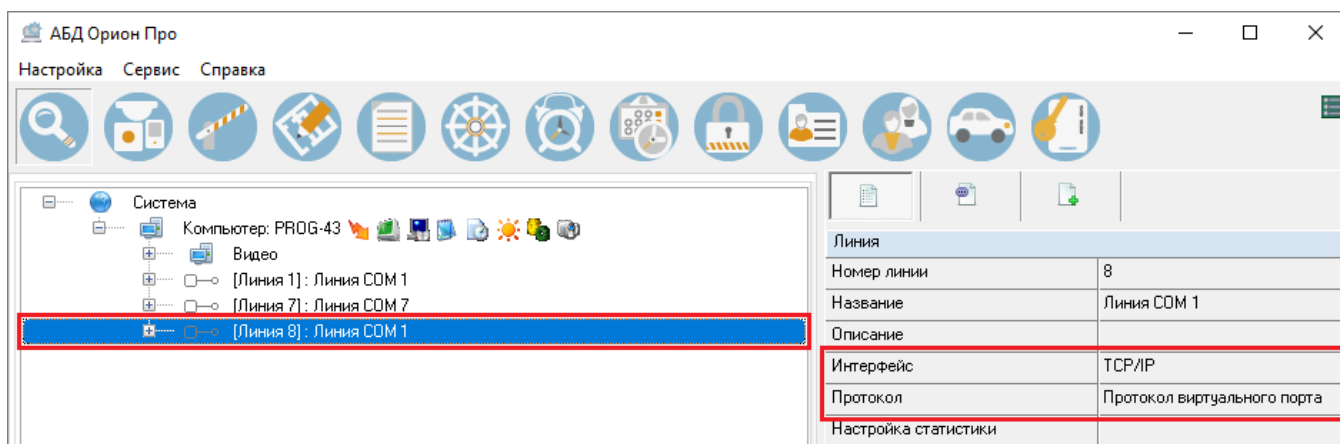 АБД Орион Про
Настройка Сервис Справка
Система
Компьютер: PROG-43
Видео
[Линия 1] : Линия COM 1
[Линия 7] : Линия COM 7
[Линия 8] : Линия COM 1
Линия
Номер линии 8
Название Линия COM 1
Описание
Интерфейс TCP/IP
Протокол Протокол виртуального порта
Настройка статистики